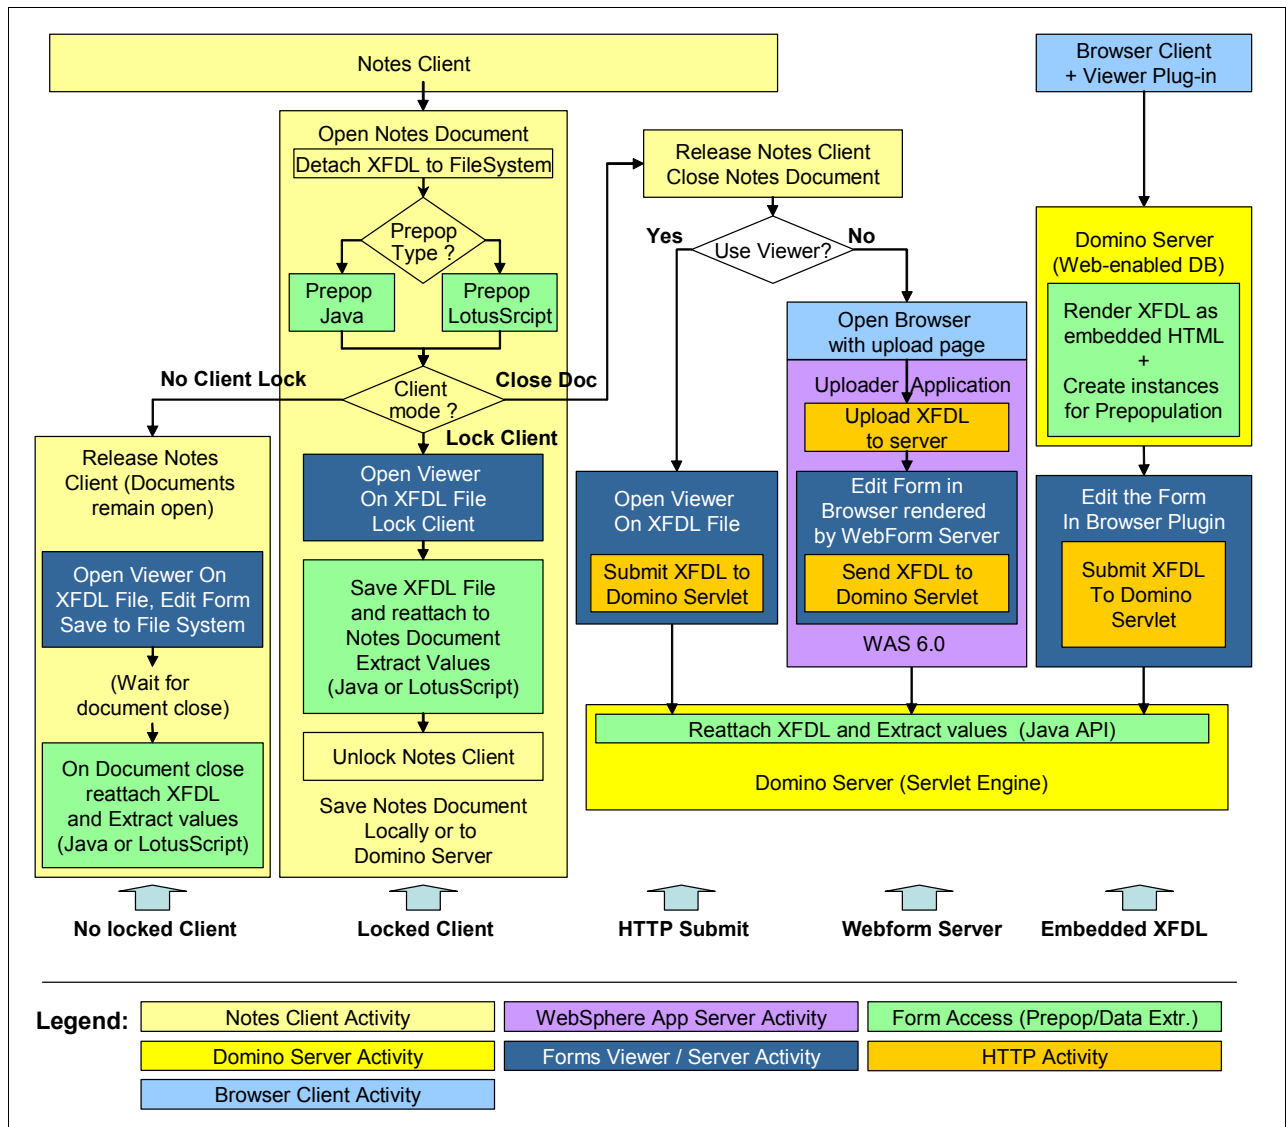 Notes Client
Browser Client
+ Viewer Plug-in
Open Notes Document
Detach XFDL to FileSystem
Prepop
Type ?
Prepop
Java
Prepop
LotusSrcipt
No Client Lock
Client
mode ?
Close Doc
Lock Client
Release Notes Client
Close Notes Document
Yes
Use Viewer?
No
Open Browser
with upload page
Uploader Application
Upload XFDL
to server
Edit Form in
Browser rendered
by WebForm Server
Send XFDL to
Domino Servlet
WAS 6.0
Domino Server
(Web-enabled DB)
Render XFDL as
embedded HTML
+
Create instances
for Prepopulation
Edit the Form
In Browser Plugin
Submit XFDL
To Domino
Servlet
Release Notes
Client (Documents
remain open)
Open Viewer On
XFDL File, Edit Form
Save to File System
(Wait for
document close)
On Document close
reattach XFDL
and Extract values
(Java or LotusScript)
Open Viewer
On XFDL File
Lock Client
Save XFDL File
and reattach to
Notes Document
Extract Values
(Java or LotusScript)
Unlock Notes Client
Save Notes Document
Locally or to
Domino Server
Open Viewer
On XFDL File
Submit XFDL to
Domino Servlet
Reattach XFDL and Extract values (Java API)
Domino Server (Servlet Engine)
No locked Client
Locked Client
HTTP Submit
Webform Server
Embedded XFDL
Legend:
Notes Client Activity
WebSphere App Server Activity
Form Access (Prepop/Data Extr.)
Domino Server Activity
Forms Viewer / Server Activity
HTTP Activity
Browser Client Activity